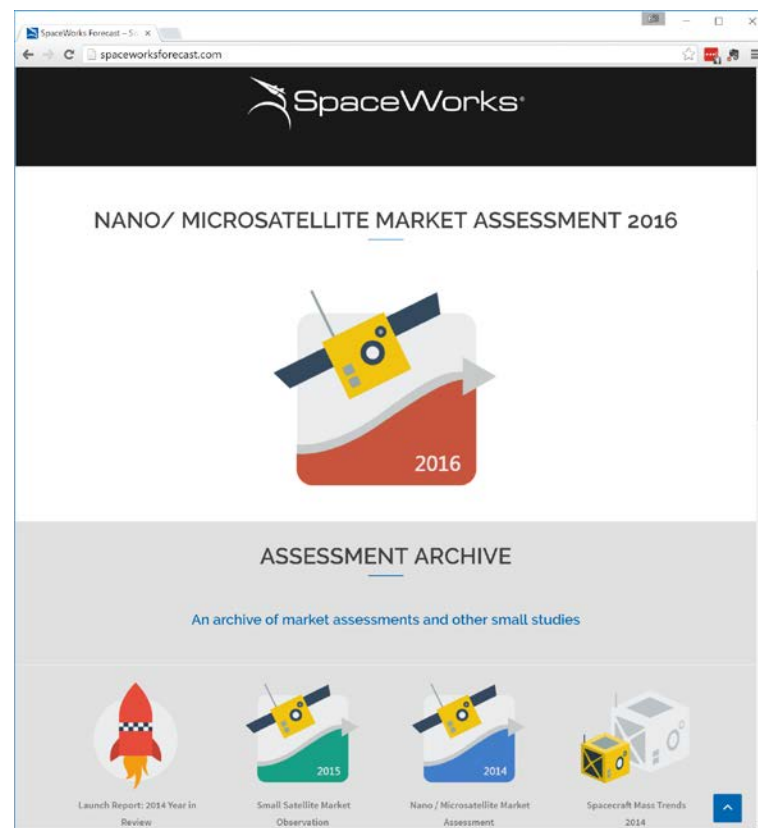 SpaceWorks Forecast – S
spaceworksforecast.com
SpaceWorks®
NANO/ MICROSATELLITE MARKET ASSESSMENT 2016
2016
ASSESSMENT ARCHIVE
An archive of market assessments and other small studies
2015
2014
Launch Report: 2014 Year in
Review
Small Satellite Market
Observation
Nano / Microsatellite Market
Assessment
Spacecraft Mass Trends
2014